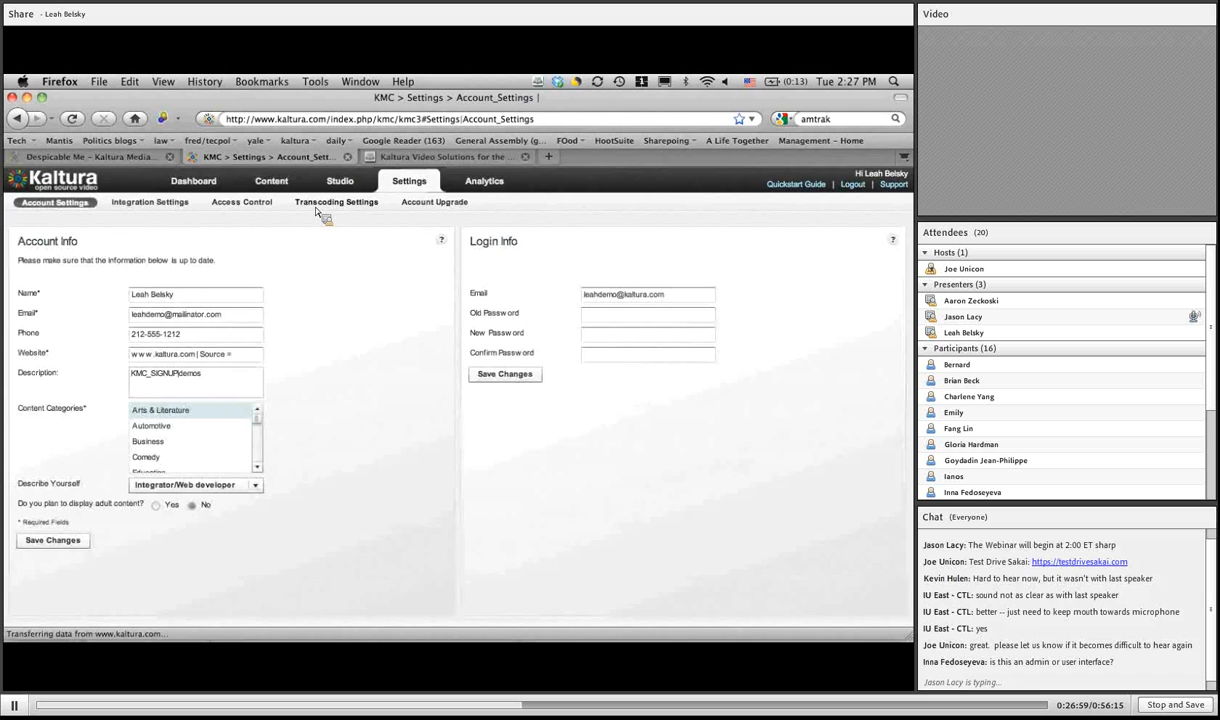 Share - Leah Belsky
Firefox File Edit View History Bookmarks Tools Window Help (0:13) Tue 2:27 PM
KMC > Settings > Account_Settings |
http://www.kaltura.com/index.php/kmc/kmc3#Settings|Account_Settings amtrak
Tech Mantis Politics blogs law fred/tecpol yale kaltura daily Google Reader (463) European General Assembly (g... FOod HootSuite Sharepoing A Life Together Management – Home
Despicable Me – Kaltura Media... KMC > Settings > Account_Sett... Kaltura Video Solutions for the ...
Kaltura
open source video
Dashboard Content Studio Settings Analytics
Hi Leah Belsky
Quickstart Guide | Logout | Support
Account Settings Integration Settings Access Control Transcoding Settings Account Upgrade
Account Info ?
Please make sure that the information below is up to date.
Name* Leah Belsky
Email* leahdemo@mailinator.com
Phone 212-555-1212
Website* www.kaltura.com| Source =
Description: KMC_SIGNUP|demos
Content Categories* Arts & Literature
Automotive
Business
Comedy
Education
Describe Yourself Integrator/Web developer
Do you plan to display adult content? Yes No
* Required Fields
Save Changes
Login Info ?
Email leahdemo@kaltura.com
Old Password
New Password
Confirm Password
Save Changes
Transferring data from www.kaltura.com...
Video
Attendees (20)
Hosts (1)
Joe Unicon
Presenters (3)
Aaron Zeckoski
Jason Lacy
Leah Belsky
Participants (16)
Bernard
Brian Beck
Charlene Yang
Emily
Fang Lin
Gloria Hardman
Goydadin Jean-Philippe
Ianos
Inna Fedoseyeva
Chat (Everyone)
Jason Lacy: The Webinar will begin at 2:00 ET sharp
Joe Unicon: Test Drive Sakai: https://testdrivesakai.com
Kevin Hulen: Hard to hear now, but it wasn't with last speaker
IU East - CTL: sound not as clear as with last speaker
IU East - CTL: better -- just need to keep mouth towards microphone
IU East - CTL: yes
Joe Unicon: great. please let us know if it becomes difficult to hear again
Inna Fedoseyeva: is this an admin or user interface?
Jason Lacy is typing...
0:26:59/0:56:15 Stop and Save